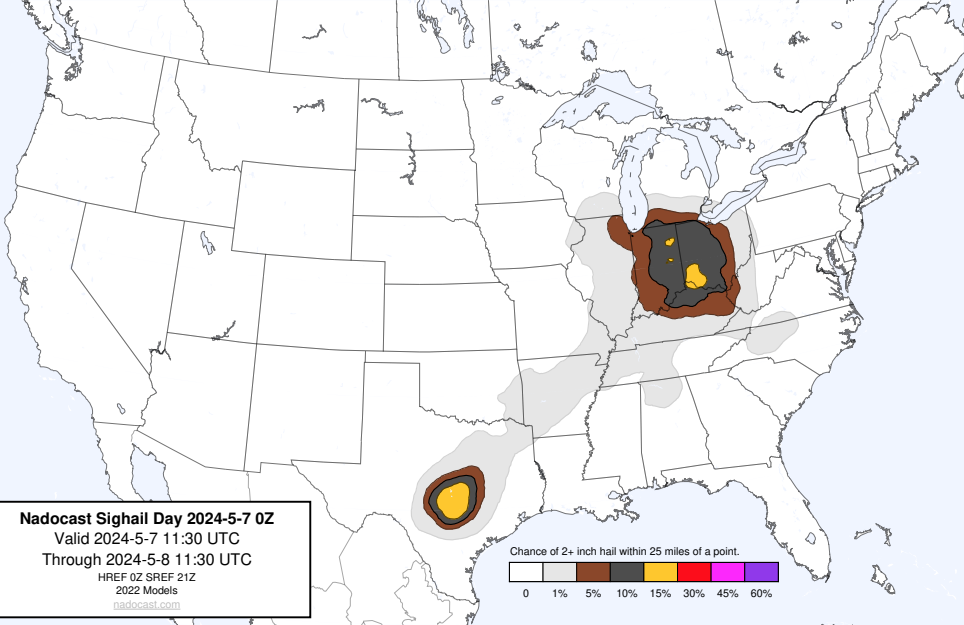 Nadocast Sighail Day 2024-5-7 0Z
Valid 2024-5-7 11:30 UTC
Through 2024-5-8 11:30 UTC
HREF 0Z SREF 21Z
2022 Models
nadocast.com
Chance of 2+ inch hail within 25 miles of a point.
0 1% 5% 10% 15% 30% 45% 60%